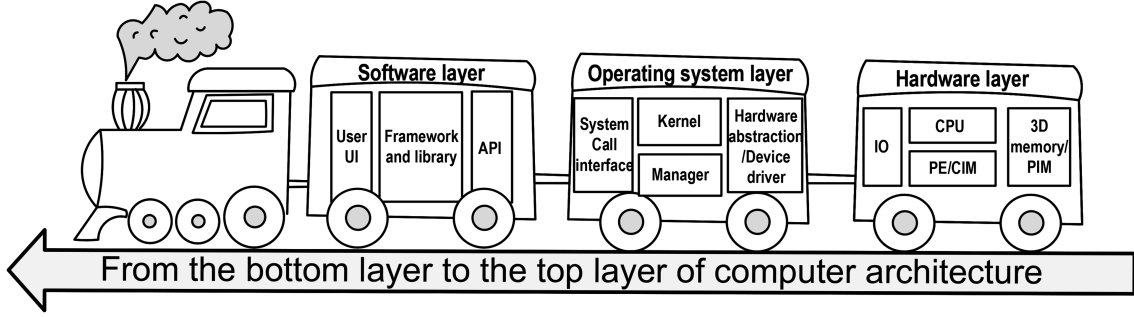 Software layer
User
UI
Framework
and library
API
Operating system layer
System
Call
interface
Kernel
Manager
Hardware
abstraction
/Device
driver
Hardware layer
IO
CPU
PE/CIM
3D
memory/
PIM
From the bottom layer to the top layer of computer architecture